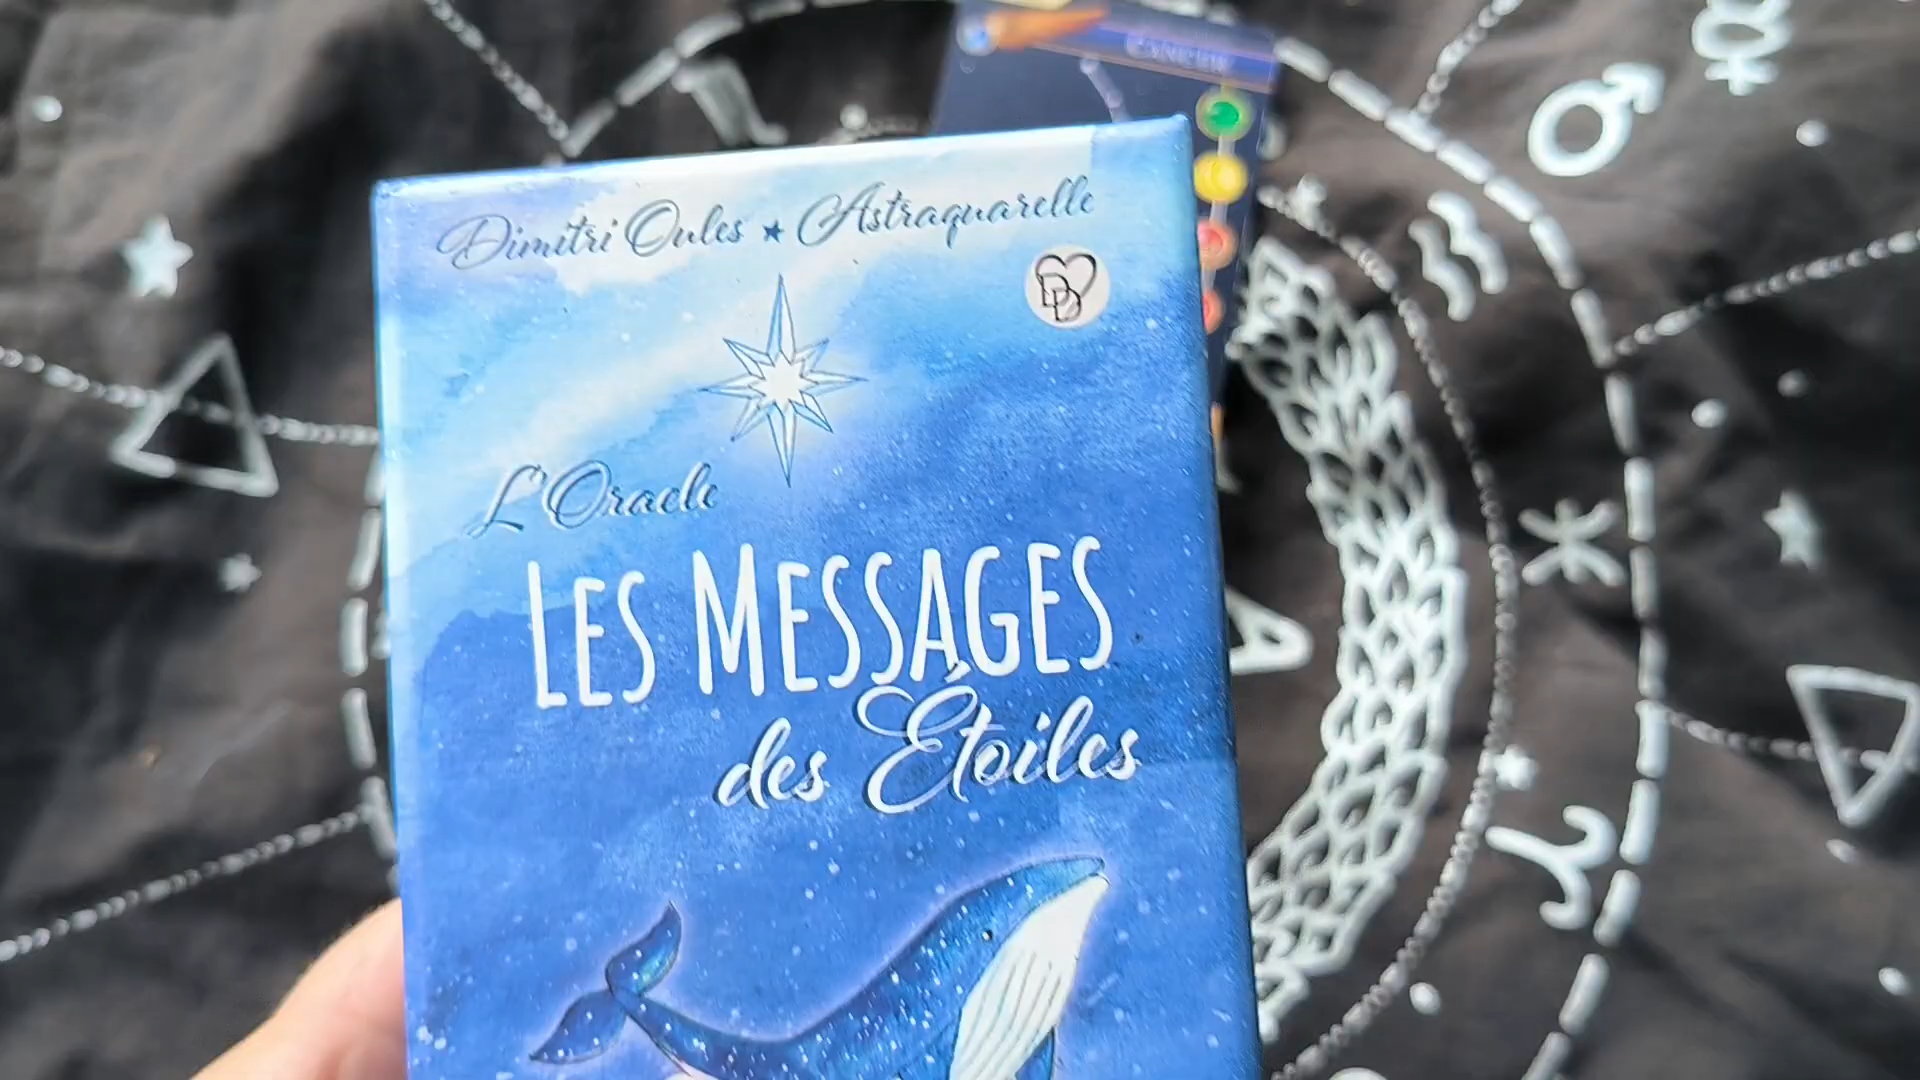 Dimitri Oules ★ Astraquarelle
L'Oracle
LES MESSAGES
des Étoiles